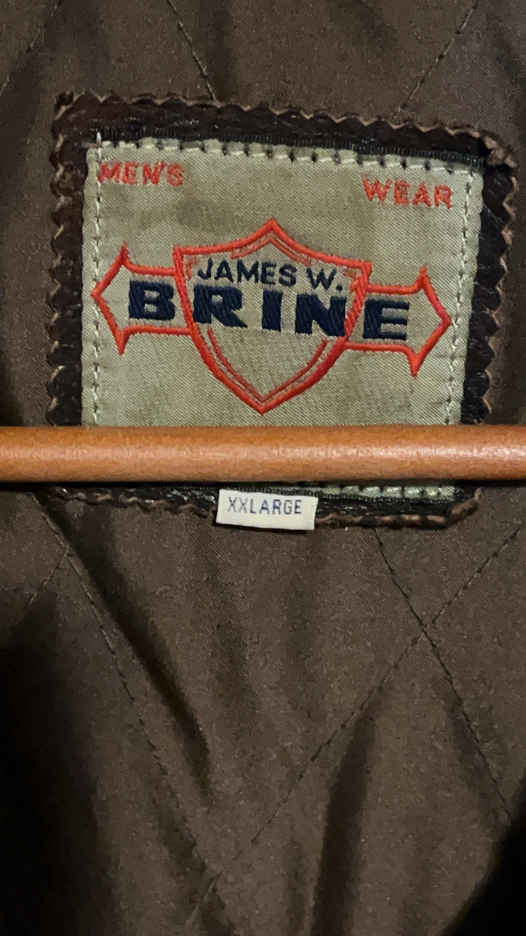 MEN'S WEAR
JAMES W.
BRINE
XXLARGE